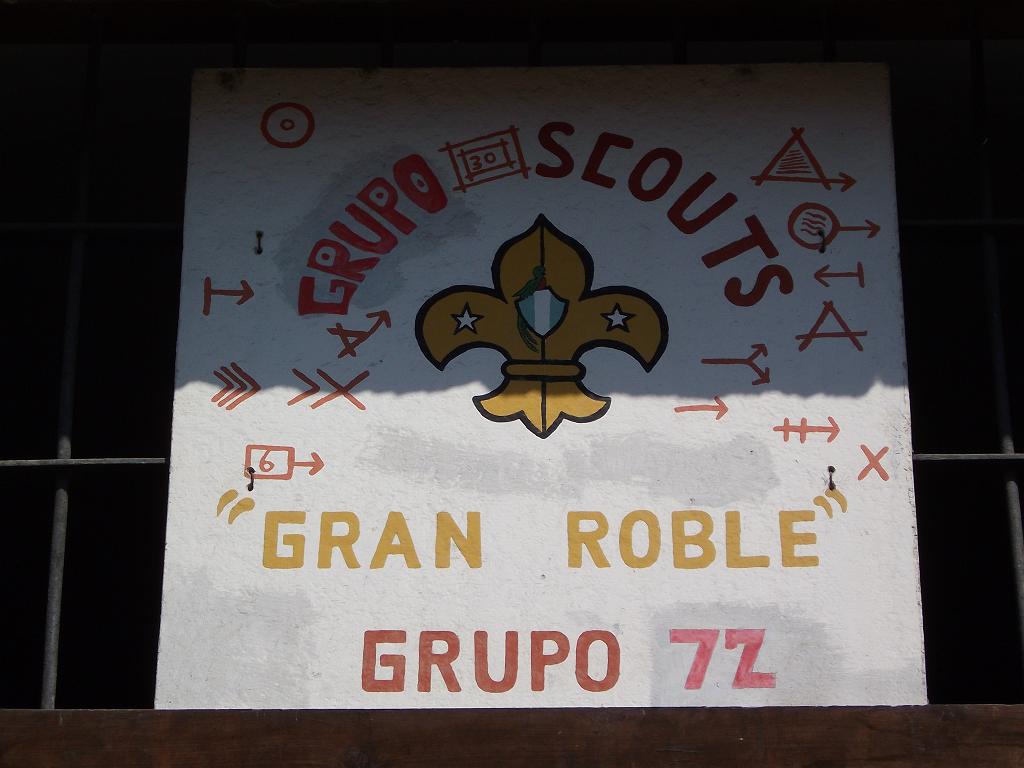 GRUPO 30 SCOUTS
6
"GRAN ROBLE"
GRUPO 72